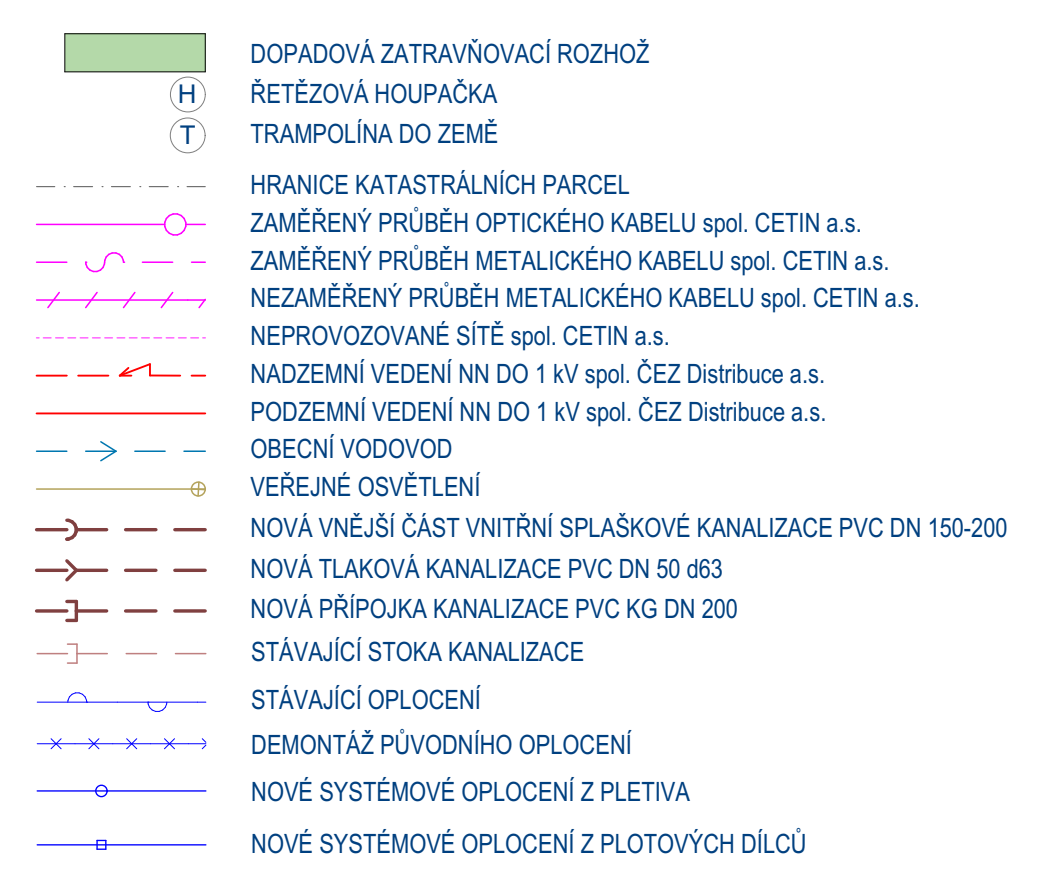 DOPADOVÁ ZATRAVŇOVACÍ ROZHOŽ
H ŘETĚZOVÁ HOUPAČKA
T TRAMPOLÍNA DO ZEMĚ
HRANICE KATASTRÁLNÍCH PARCEL
ZAMĚŘENÝ PRŮBĚH OPTICKÉHO KABELU spol. CETIN a.s.
ZAMĚŘENÝ PRŮBĚH METALICKÉHO KABELU spol. CETIN a.s.
NEZAMĚŘENÝ PRŮBĚH METALICKÉHO KABELU spol. CETIN a.s.
NEPROVOZOVANÉ SÍTĚ spol. CETIN a.s.
NADZEMNÍ VEDENÍ NN DO 1 kV spol. ČEZ Distribuce a.s.
PODZEMNÍ VEDENÍ NN DO 1 kV spol. ČEZ Distribuce a.s.
OBECNÍ VODOVOD
VEŘEJNÉ OSVĚTLENÍ
NOVÁ VNĚJŠÍ ČÁST VNITŘNÍ SPLAŠKOVÉ KANALIZACE PVC DN 150-200
NOVÁ TLAKOVÁ KANALIZACE PVC DN 50 d63
NOVÁ PŘÍPOJKA KANALIZACE PVC KG DN 200
STÁVAJÍCÍ STOKA KANALIZACE
STÁVAJÍCÍ OPLOCENÍ
DEMONTÁŽ PŮVODNÍHO OPLOCENÍ
NOVÉ SYSTÉMOVÉ OPLOCENÍ Z PLETIVA
NOVÉ SYSTÉMOVÉ OPLOCENÍ Z PLOTOVÝCH DÍLCŮ